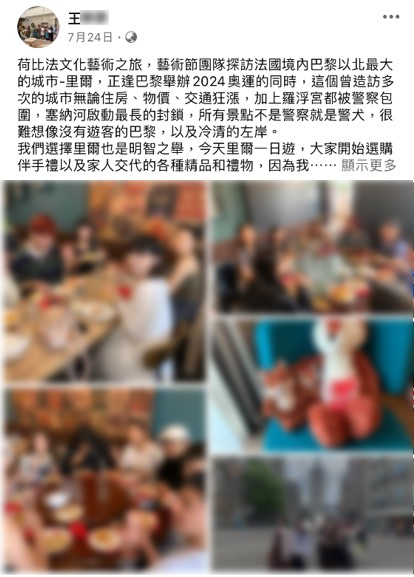 王
7月24日 ·
荷比法文化藝術之旅，藝術節團隊探訪法國境內巴黎以北最大
的城市-里爾，正逢巴黎舉辦2024奧運的同時，這個曾造訪多
次的城市無論住房、物價、交通狂漲，加上羅浮宮都被警察包
圍，塞納河啟動最長的封鎖，所有景點不是警察就是警犬，很
難想像沒有遊客的巴黎，以及冷清的左岸。
我們選擇里爾也是明智之舉，今天里爾一日遊，大家開始選購
伴手禮以及家人交代的各種精品和禮物，因為我⋯⋯ 顯示更多